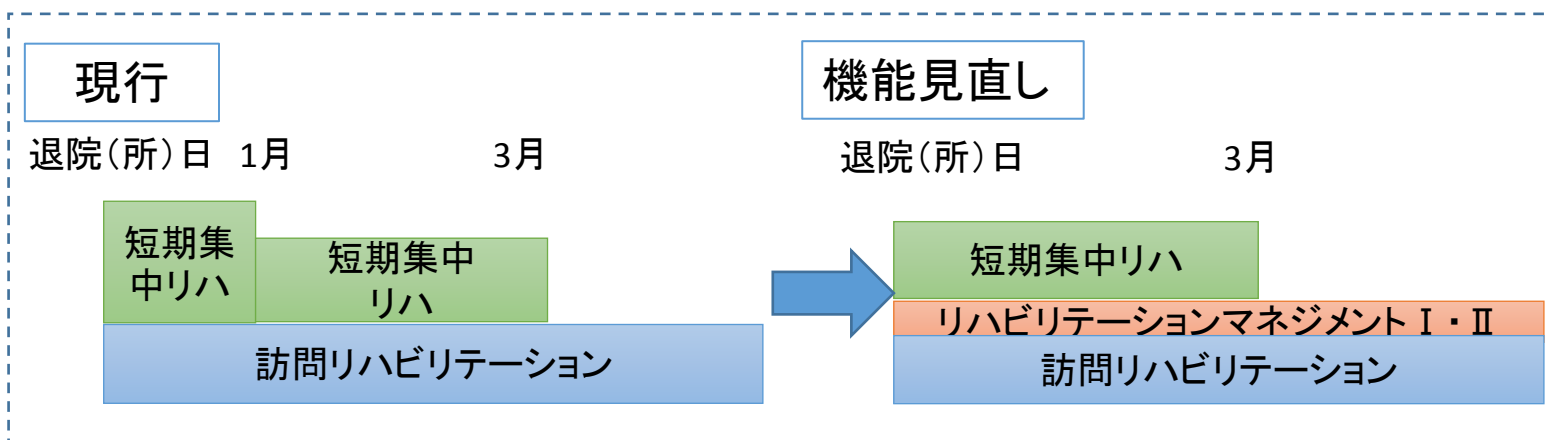 現行
退院(所)日 1月 3月
短期集
中リハ
短期集中
リハ
訪問リハビリテーション
機能見直し
退院(所)日 3月
短期集中リハ
リハビリテーションマネジメントⅠ・Ⅱ
訪問リハビリテーション